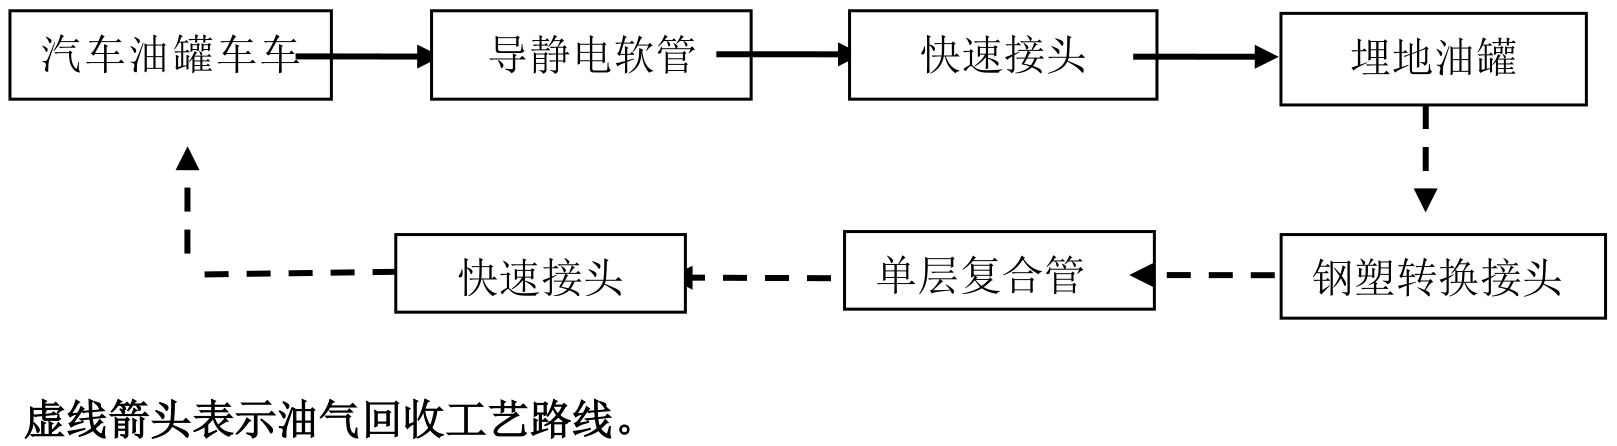 汽车油罐车车
导静电软管
快速接头
埋地油罐
快速接头
单层复合管
钢塑转换接头
虚线箭头表示油气回收工艺路线。